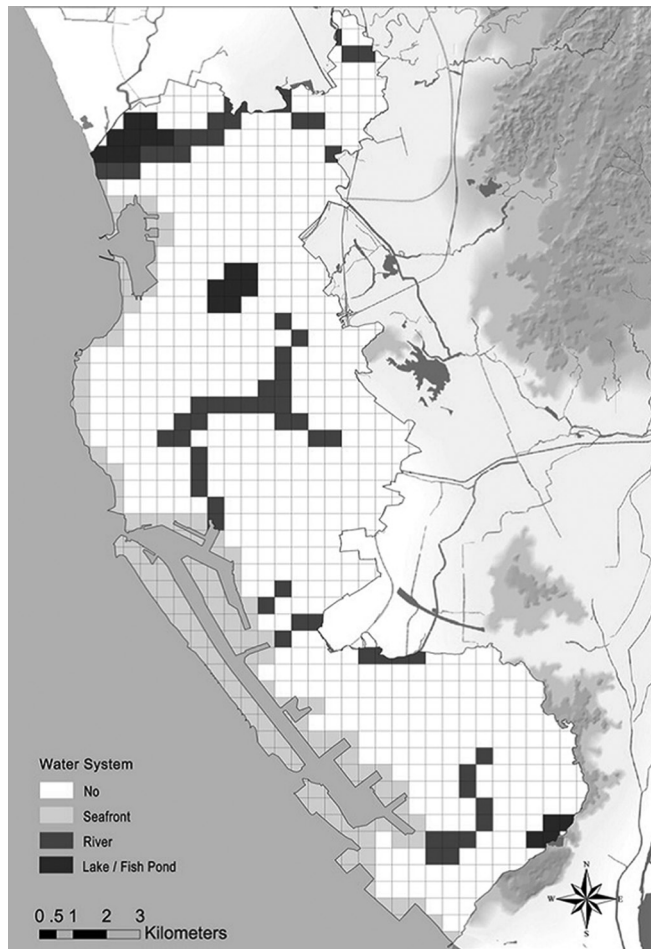 Water System
No
Seafront
River
Lake / Fish Pond
0 .5 1 2 3 Kilometers
N
W E
S